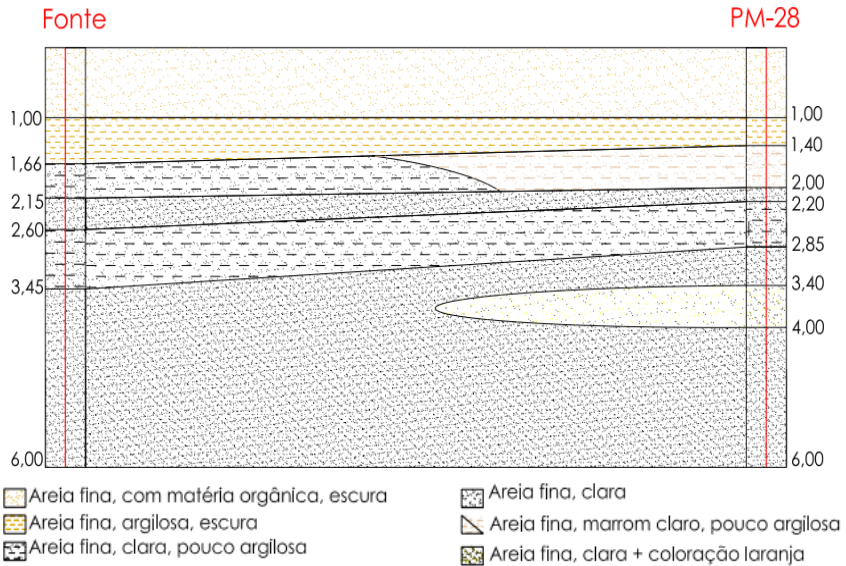 Fonte
PM-28
1,00
1,00
1,40
1,66
2,00
2,15
2,20
2,60
2,85
3,40
3,45
4,00
6,00
6,00
Areia fina, com matéria orgânica, escura
Areia fina, argilosa, escura
Areia fina, clara, pouco argilosa
Areia fina, clara
Areia fina, marrom claro, pouco argilosa
Areia fina, clara + coloração laranja